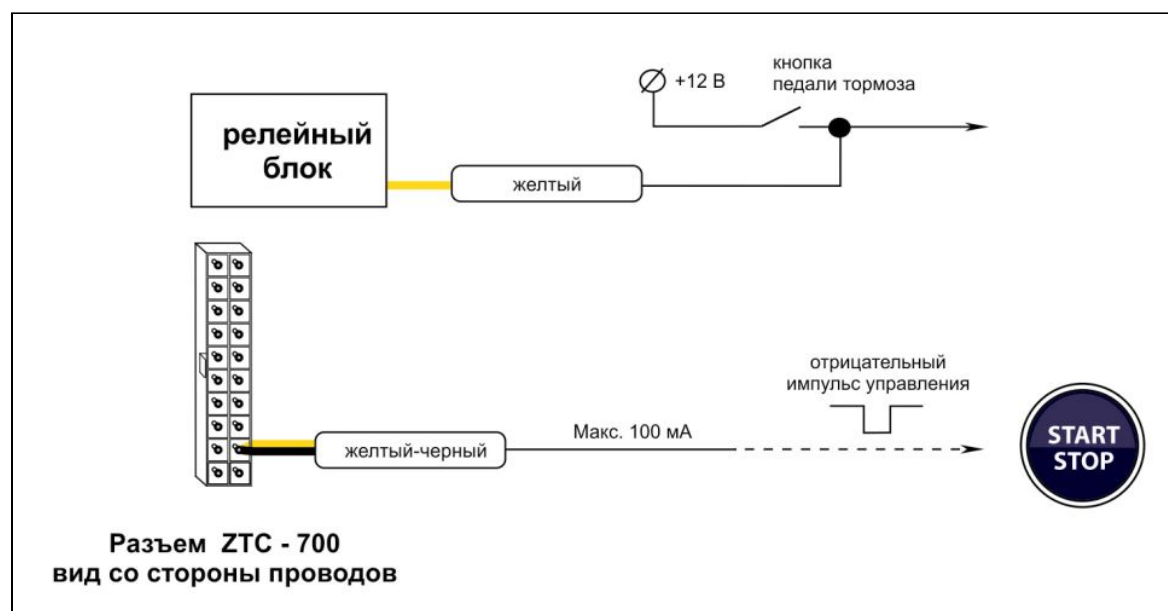 +12 В
кнопка
педали тормоза
релейный
блок
желтый
отрицательный
импульс управления
Макс. 100 мА
желтый-черный
START
STOP
Разъем ZTC - 700
вид со стороны проводов